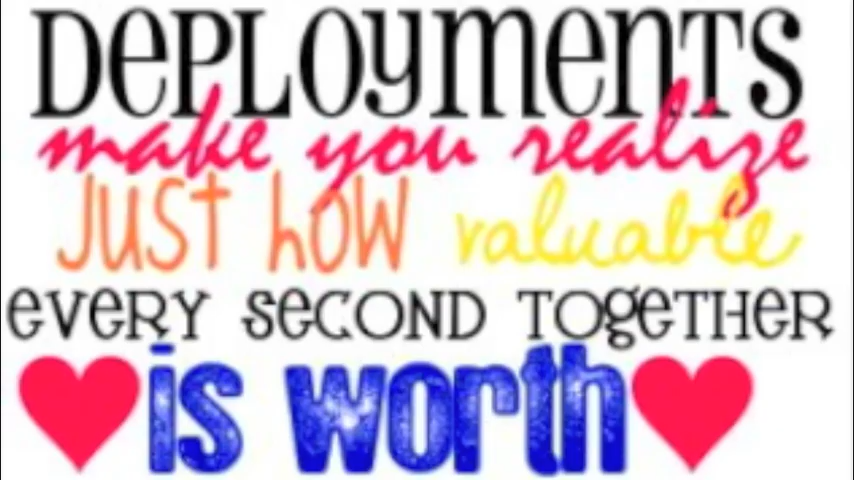 Deployments
make you realize
Just how valuable
every second together
is worth